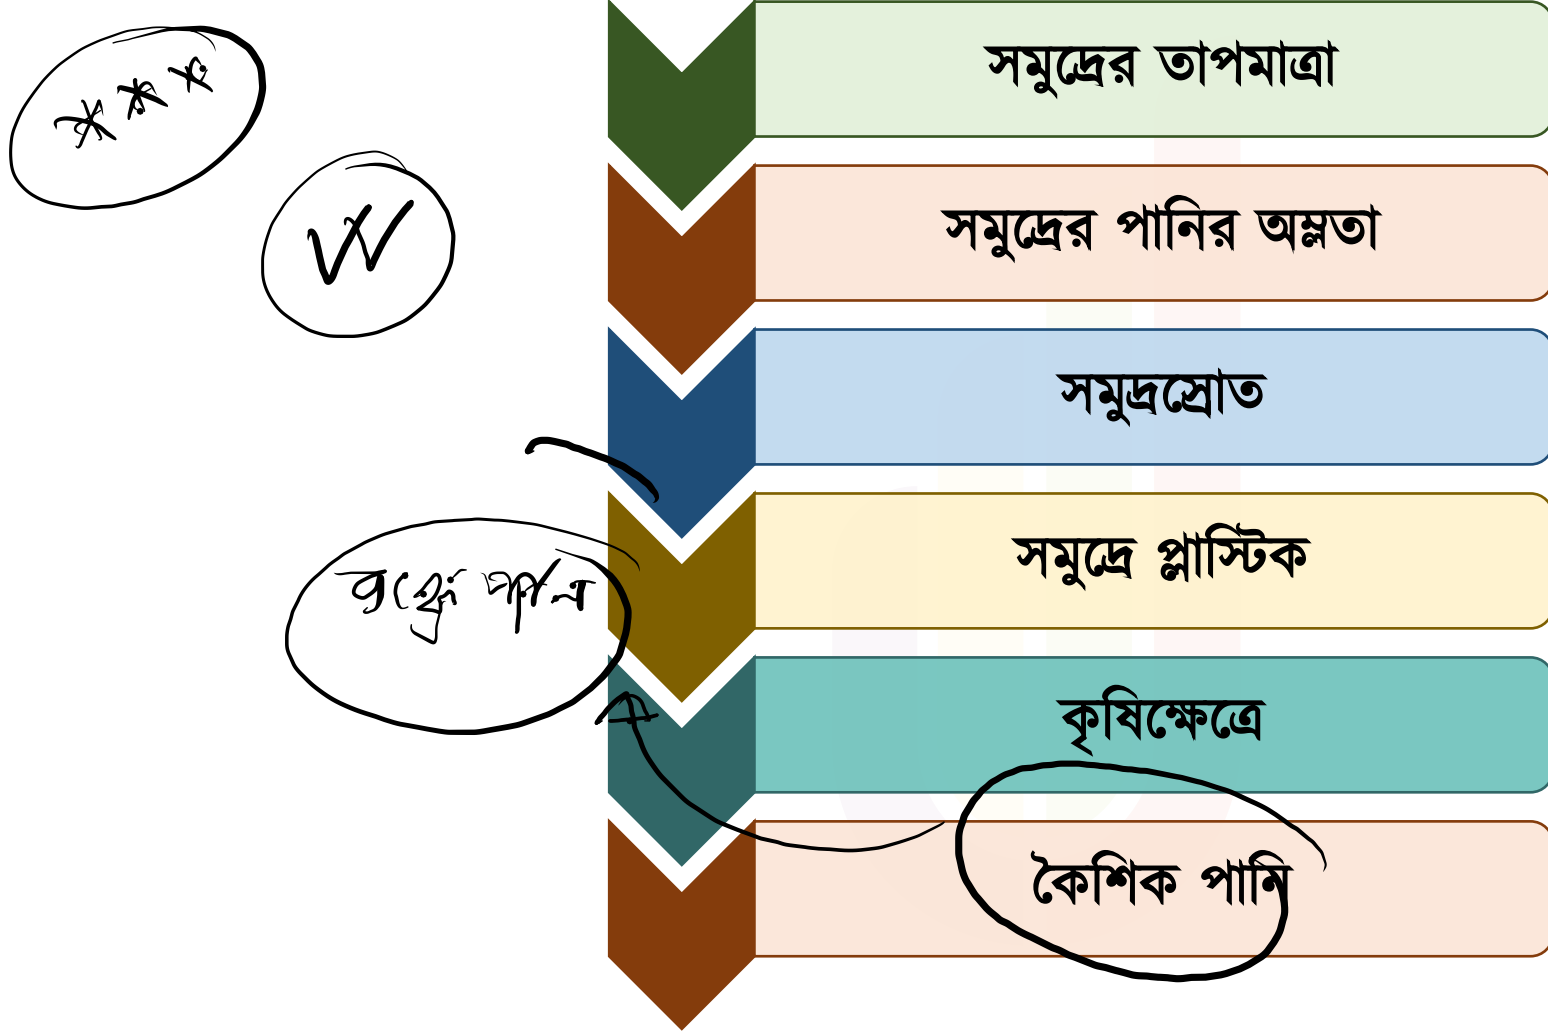 সমুদ্রের তাপমাত্রা
সমুদ্রের পানির অম্লতা
W
সমুদ্রস্রোত
সমুদ্রে প্লাস্টিক
কৃষিক্ষেত্রে
কৈশিক পানি